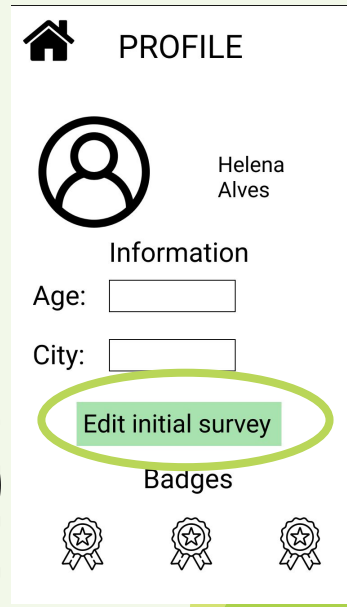 PROFILE
Helena
Alves
Information
Age:
City:
Edit initial survey
Badges